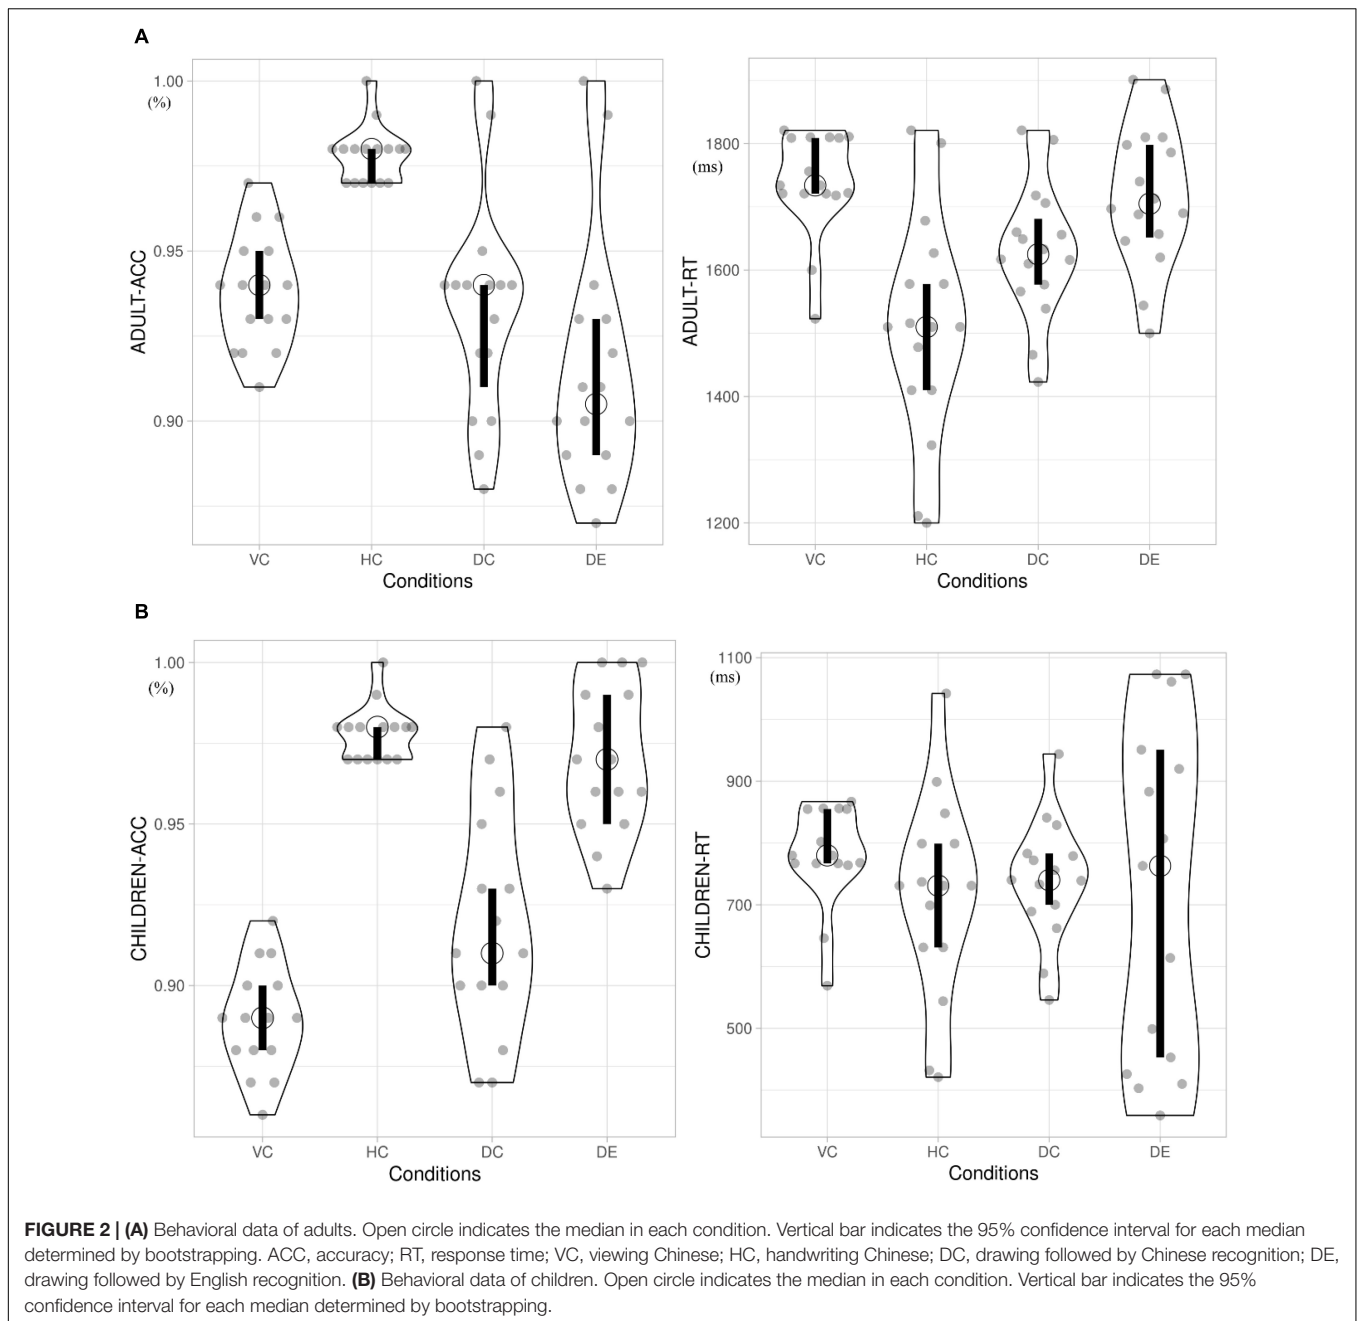 A
1.00
(%)
0.95
0.90
ADULT-ACC
VC HC DC DE
Conditions
(ms)
1800
1600
1400
1200
ADULT-RT
VC HC DC DE
Conditions
B
1.00
(%)
0.95
0.90
CHILDREN-ACC
VC HC DC DE
Conditions
1100
(ms)
900
700
500
CHILDREN-RT
VC HC DC DE
Conditions
FIGURE 2 | (A) Behavioral data of adults. Open circle indicates the median in each condition. Vertical bar indicates the 95% confidence interval for each median
determined by bootstrapping. ACC, accuracy; RT, response time; VC, viewing Chinese; HC, handwriting Chinese; DC, drawing followed by Chinese recognition; DE,
drawing followed by English recognition. (B) Behavioral data of children. Open circle indicates the median in each condition. Vertical bar indicates the 95%
confidence interval for each median determined by bootstrapping.